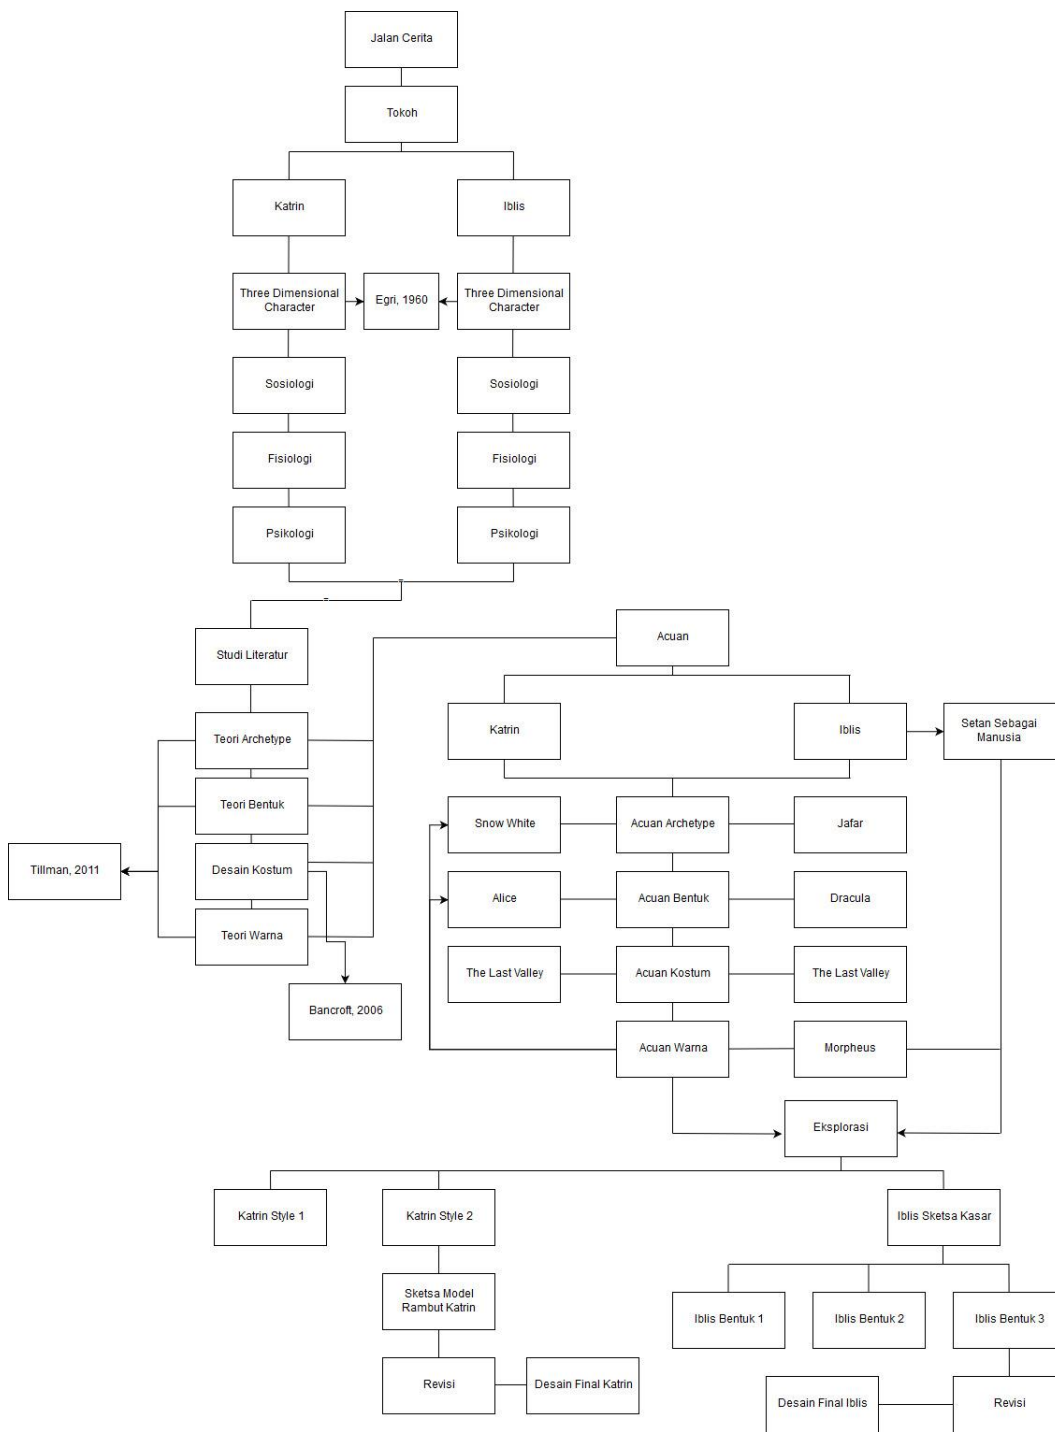 Jalan Cerita
Tokoh
Katrin
Iblis
Three Dimensional
Character
Egri, 1960
Three Dimensional
Character
Sosiologi
Sosiologi
Fisiologi
Fisiologi
Psikologi
Psikologi
Studi Literatur
Acuan
Teori Archetype
Katrin
Iblis
Setan Sebagai
Manusia
Teori Bentuk
Snow White
Acuan Archetype
Jafar
Tillman, 2011
Desain Kostum
Alice
Acuan Bentuk
Dracula
Teori Warna
The Last Valley
Acuan Kostum
The Last Valley
Bancroft, 2006
Acuan Warna
Morpheus
Eksplorasi
Katrin Style 1
Katrin Style 2
Iblis Sketsa Kasar
Sketsa Model
Rambut Katrin
Iblis Bentuk 1
Iblis Bentuk 2
Iblis Bentuk 3
Revisi
Desain Final Katrin
Desain Final Iblis
Revisi